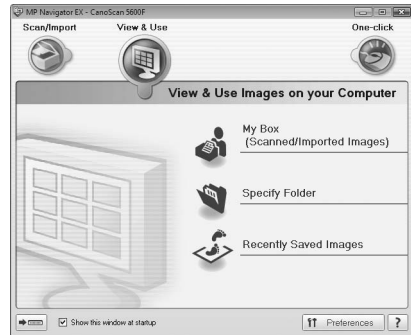 MP Navigator EX - CanoScan 5600F
Scan/Import
View & Use
One-click
View & Use Images on your Computer
My Box
(Scanned/Imported Images)
Specify Folder
Recently Saved Images
Show this window at startup
Preferences
?